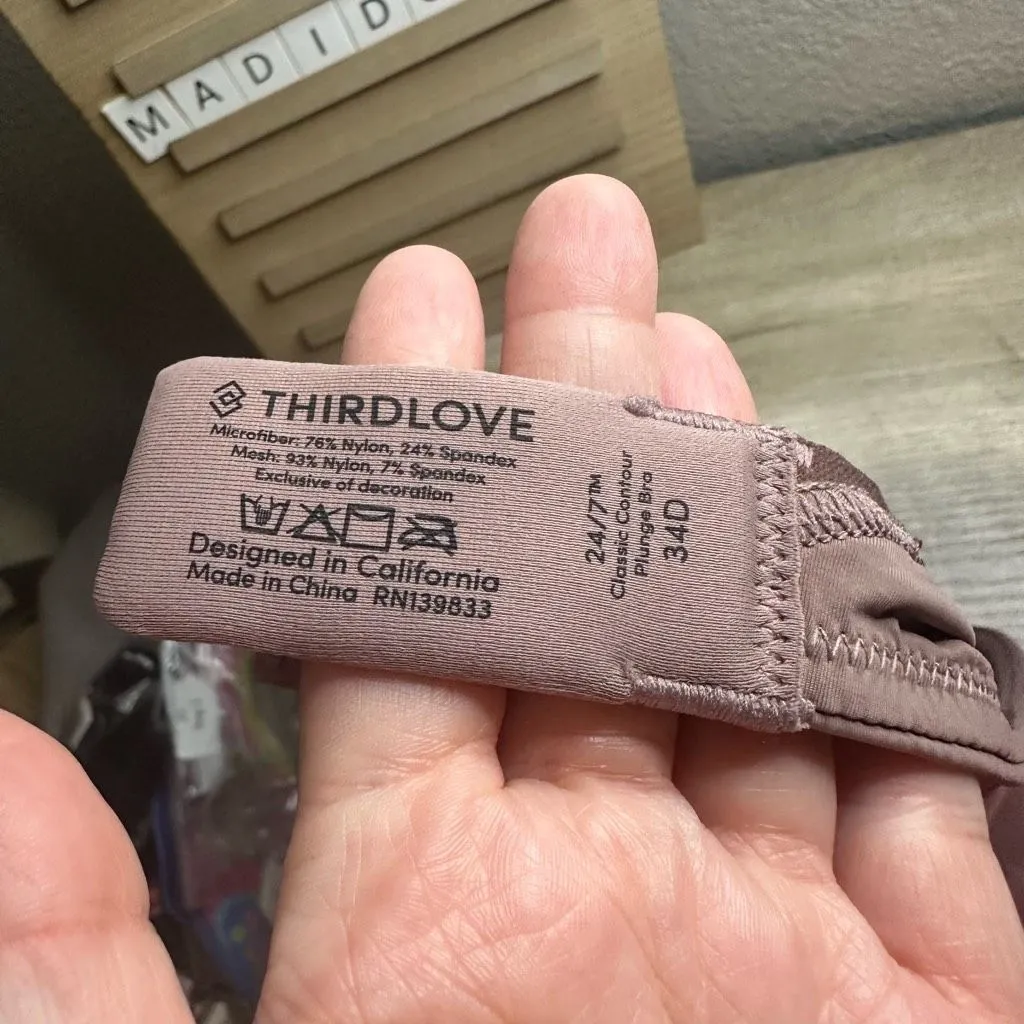 MADIDO
THIRDLOVE
Microfiber: 76% Nylon, 24% Spandex
Mesh: 93% Nylon, 7% Spandex
Exclusive of decoration
Designed in California
Made in China RN139833
24/7™
Classic Contour
Plunge Bra
34D